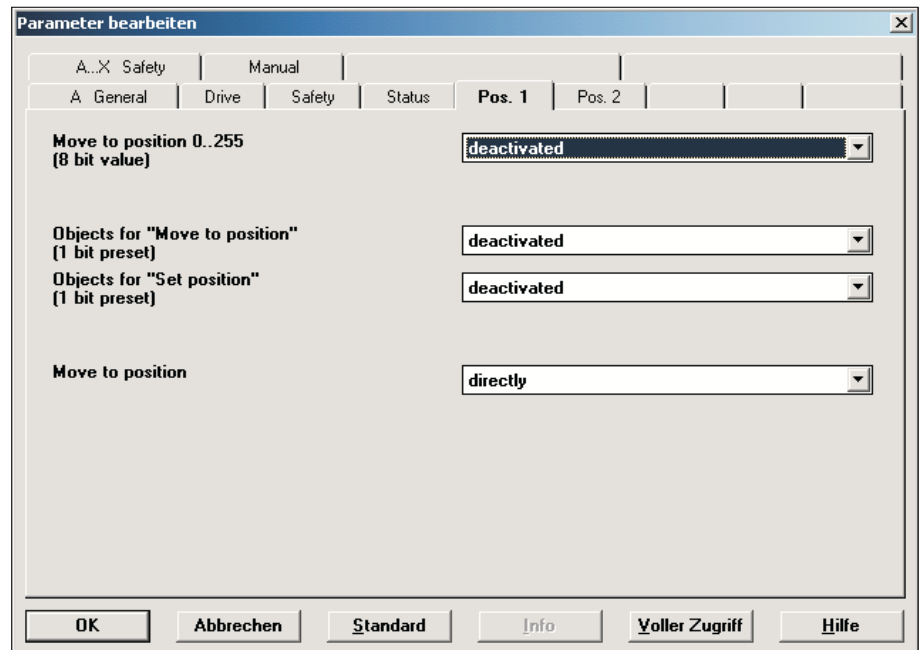 Parameter bearbeiten
A...X Safety Manual
A General Drive Safety Status Pos. 1 Pos. 2
Move to position 0..255
(8 bit value)
deactivated
Objects for "Move to position"
(1 bit preset)
deactivated
Objects for "Set position"
(1 bit preset)
deactivated
Move to position
directly
OK Abbrechen Standard Info Voller Zugriff Hilfe